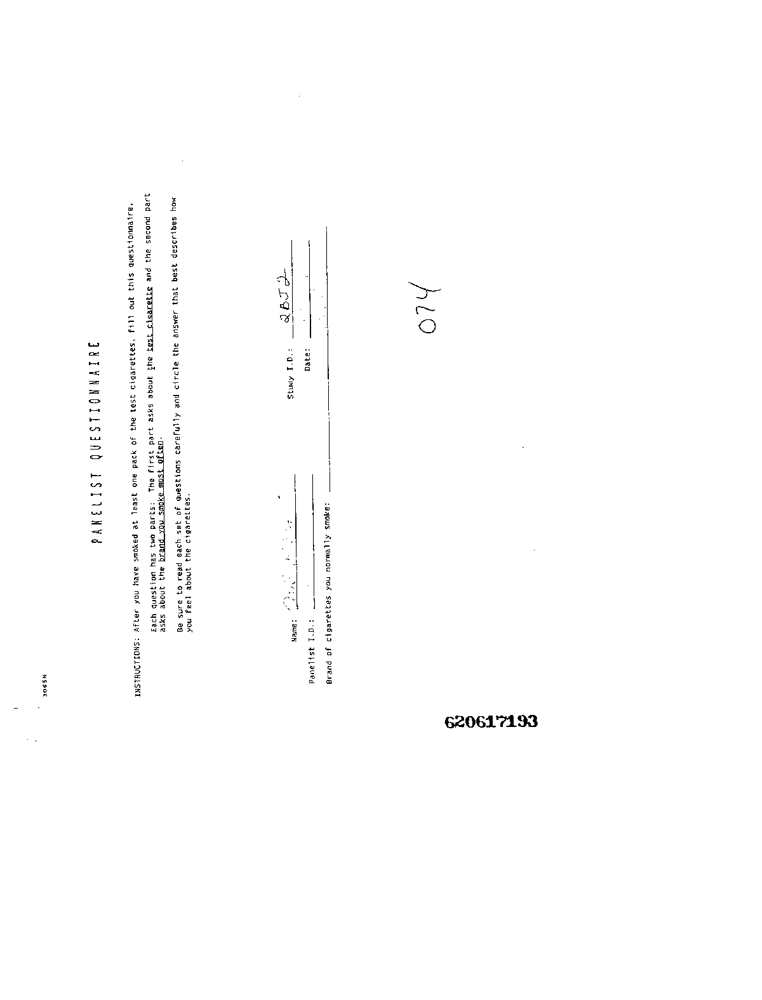 3065N
PANELIST QUESTIONNAIRE
INSTRUCTIONS: After you have smoked at least one pack of the test cigarettes, fill out this questionnaire.
Each question has two parts: The first part asks about the test cigarette and the second part
asks about the brand you smoke most often.
Be sure to read each set of questions carefully and circle the answer that best describes how
you feel about the cigarettes.
Name: Study I.D.: 2BJ2
Panelist I.D.: Date:
Brand of cigarettes you normally smoke:
074
620617193